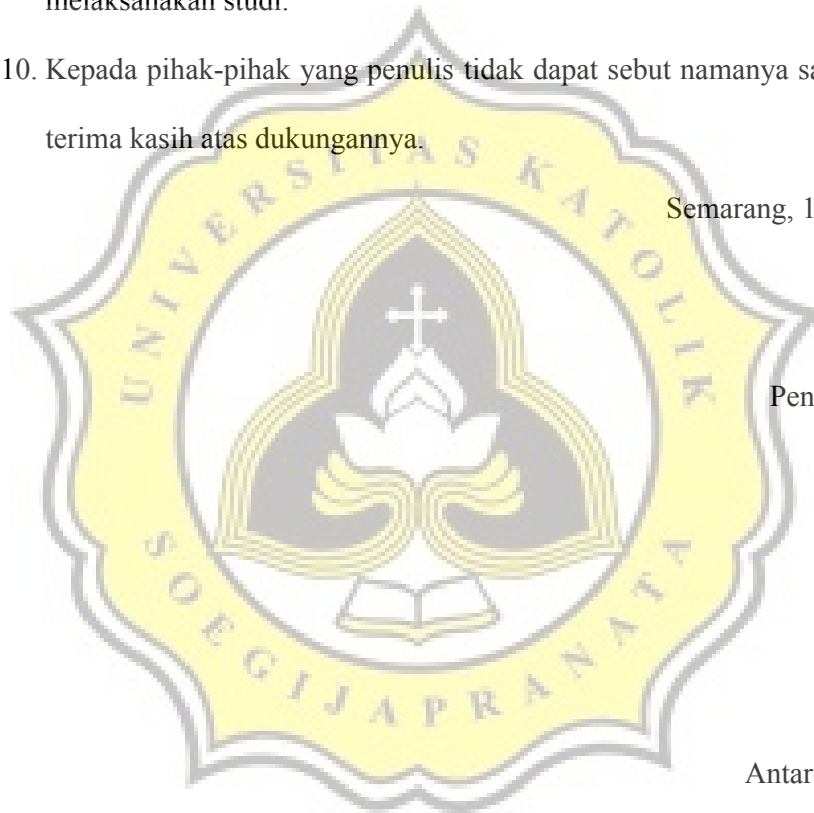 melaksanakan studi.
10. Kepada pihak-pihak yang penulis tidak dapat sebut namanya sa
terima kasih atas dukungannya.
Semarang, 1
Pen
Antar
UNIVERSITAS KATOLIK
SOEGIJAPRANATA